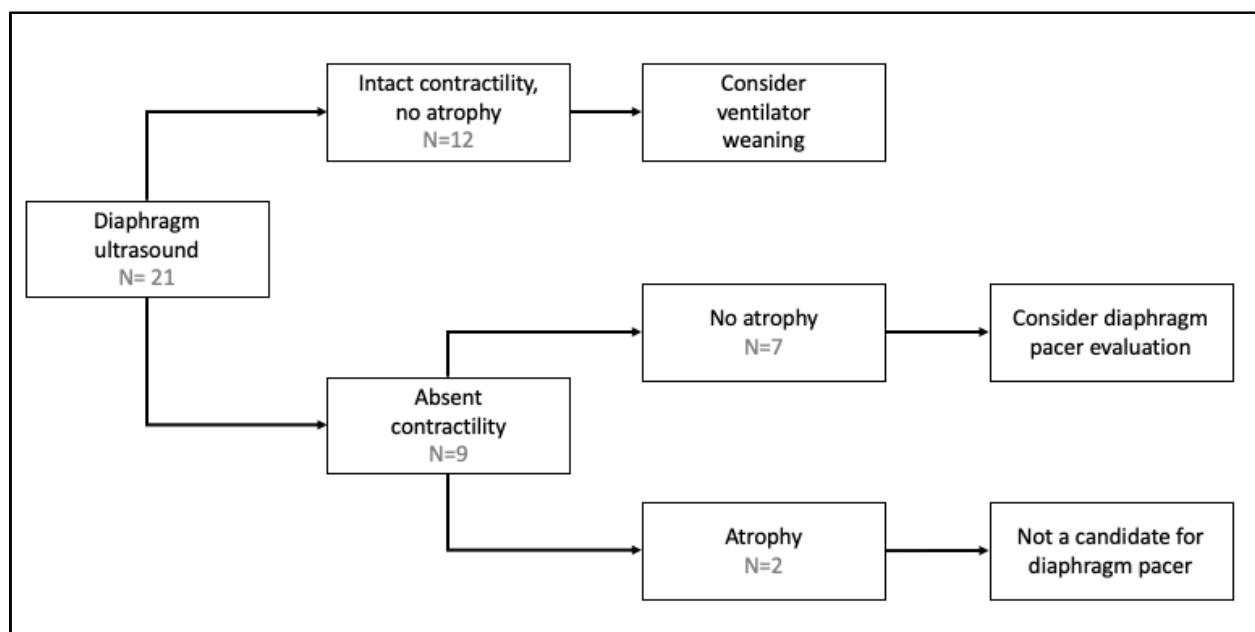 Diaphragm
ultrasound
N= 21
Intact contractility,
no atrophy
N=12
Consider
ventilator
weaning
Absent
contractility
N=9
No atrophy
N=7
Consider diaphragm
pacer evaluation
Atrophy
N=2
Not a candidate for
diaphragm pacer